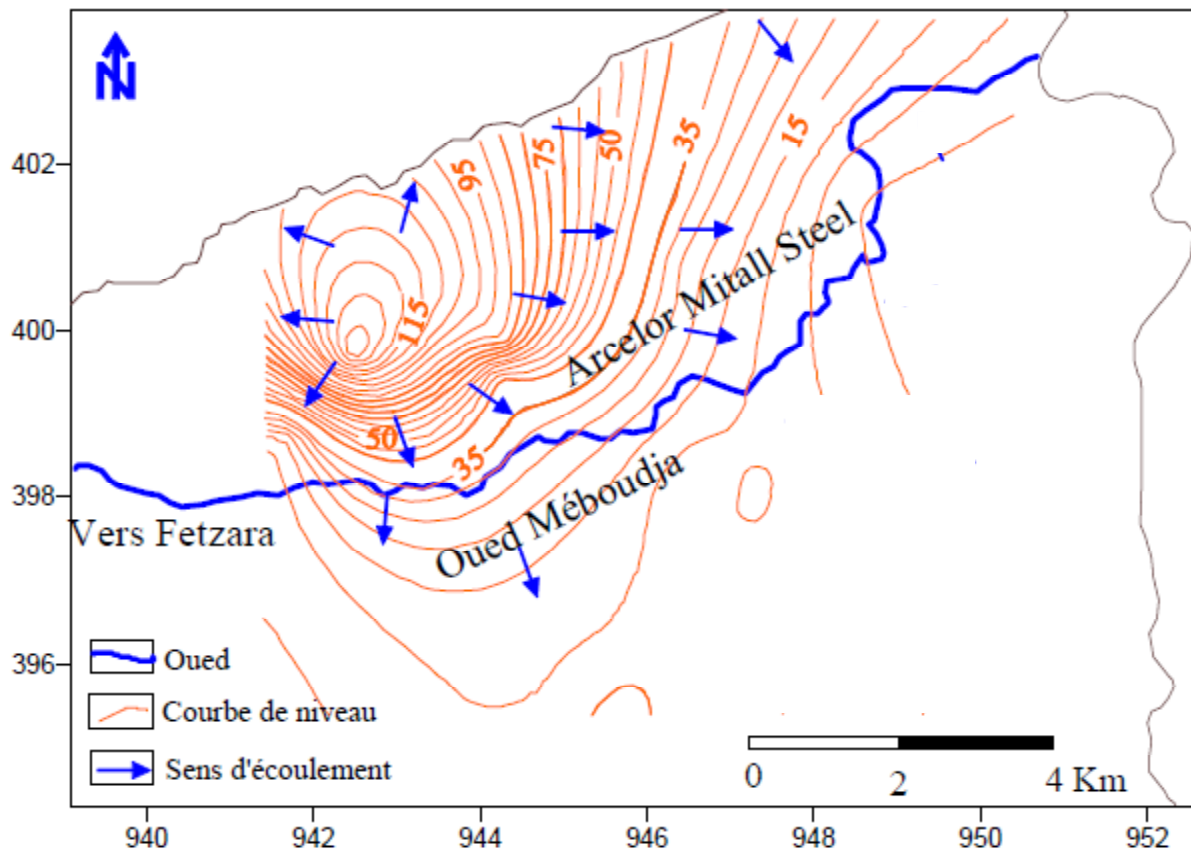 N
402
400
398
396
95
75
50
35
15
115
50
35
Arcelor Mitall Steel
Oued Méboudja
Vers Fetzara
Oued
Courbe de niveau
Sens d'écoulement
0 2 4 Km
940 942 944 946 948 950 952